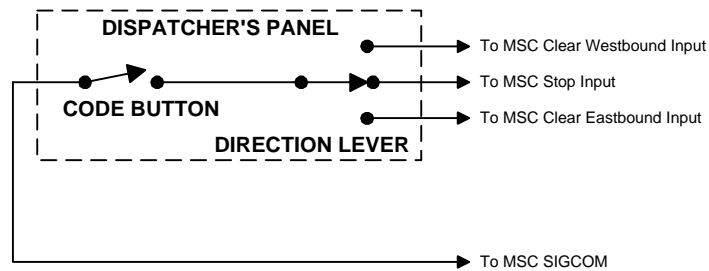 DISPATCHER'S PANEL
To MSC Clear Westbound Input
To MSC Stop Input
CODE BUTTON
To MSC Clear Eastbound Input
DIRECTION LEVER
To MSC SIGCOM